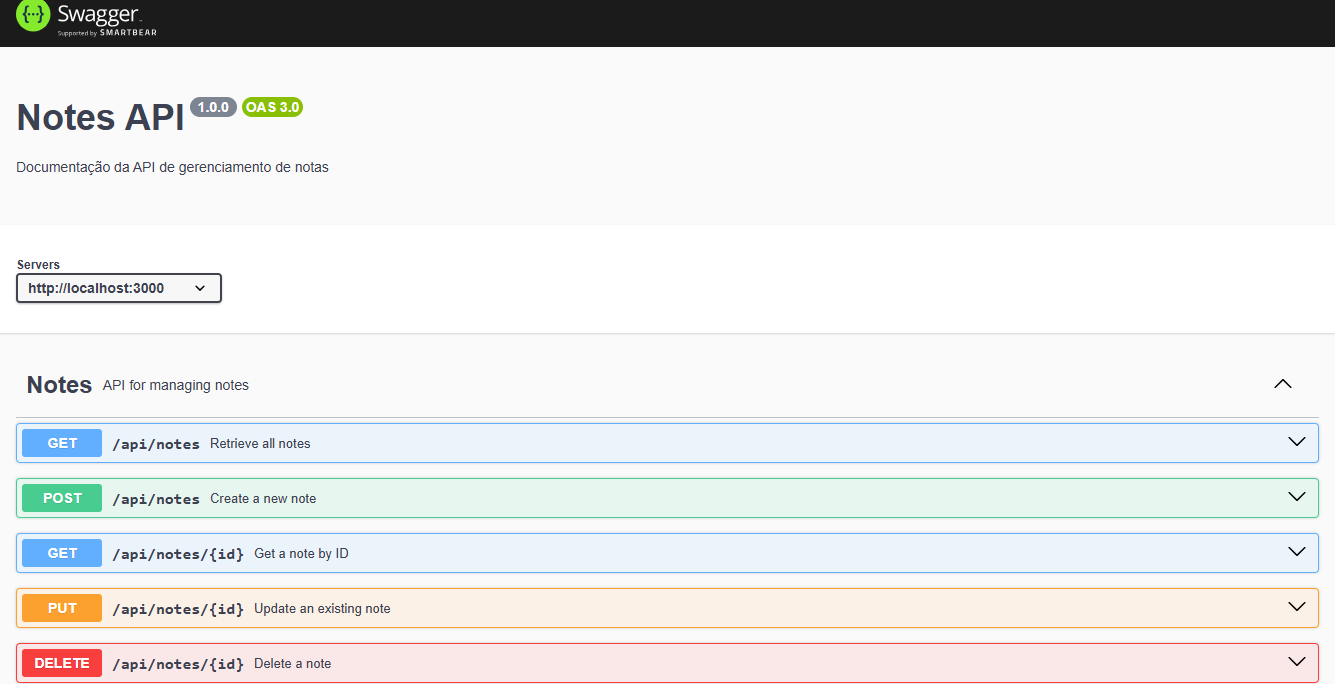 {···} Swagger.
Supported by SMARTBEAR
Notes API 1.0.0 OAS 3.0
Documentação da API de gerenciamento de notas
Servers
http://localhost:3000
Notes API for managing notes
GET /api/notes Retrieve all notes
POST /api/notes Create a new note
GET /api/notes/{id} Get a note by ID
PUT /api/notes/{id} Update an existing note
DELETE /api/notes/{id} Delete a note